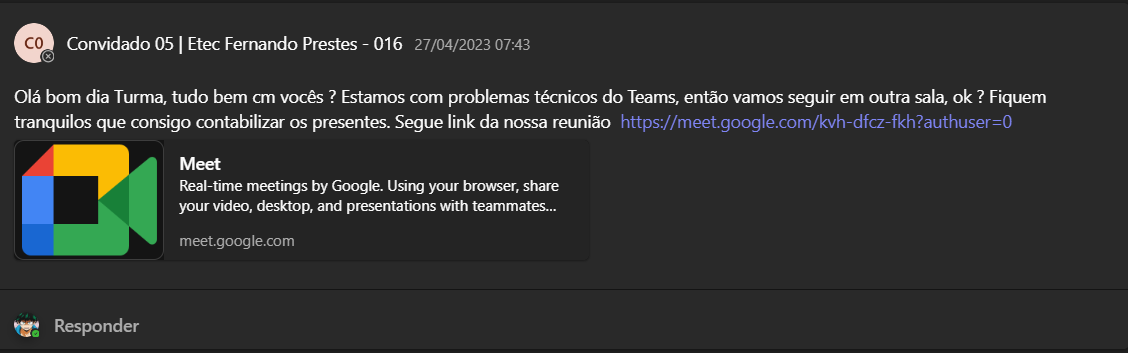 C0
Convidado 05 | Etec Fernando Prestes - 016 27/04/2023 07:43
Olá bom dia Turma, tudo bem cm vocês ? Estamos com problemas técnicos do Teams, então vamos seguir em outra sala, ok ? Fiquem
tranquilos que consigo contabilizar os presentes. Segue link da nossa reunião https://meet.google.com/kvh-dfcz-fkh?authuser=0
Meet
Real-time meetings by Google. Using your browser, share
your video, desktop, and presentations with teammates...
meet.google.com
Responder